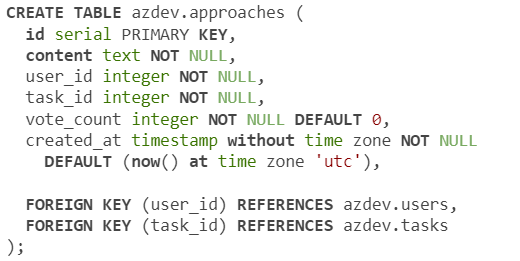 CREATE TABLE azdev.approaches (
  id serial PRIMARY KEY,
  content text NOT NULL,
  user_id integer NOT NULL,
  task_id integer NOT NULL,
  vote_count integer NOT NULL DEFAULT 0,
  created_at timestamp without time zone NOT NULL
    DEFAULT (now() at time zone 'utc'),

  FOREIGN KEY (user_id) REFERENCES azdev.users,
  FOREIGN KEY (task_id) REFERENCES azdev.tasks
);